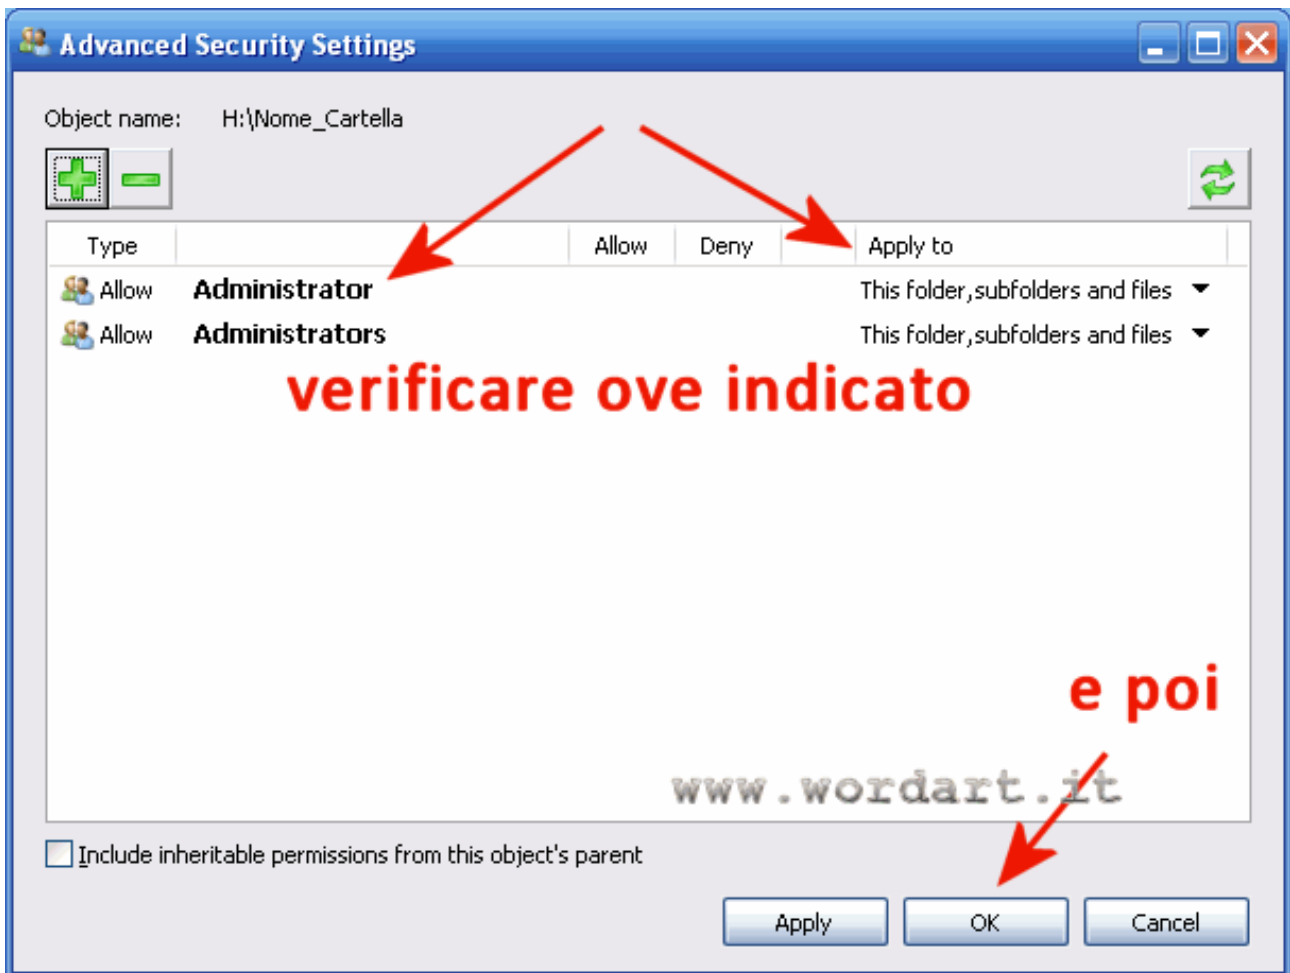 Advanced Security Settings
Object name: H:\Nome_Cartella
Type Allow Deny Apply to
Allow Administrator This folder,subfolders and files
Allow Administrators This folder,subfolders and files
verificare ove indicato
e poi
www.wordart.it
Include inheritable permissions from this object's parent
Apply OK Cancel